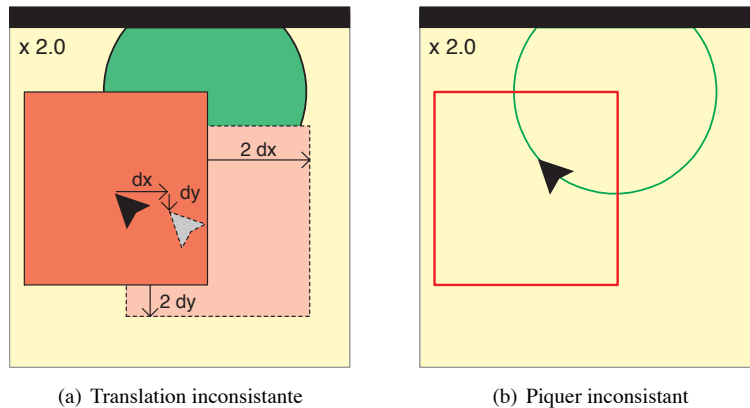 x 2.0
x 2.0
2 dx
dx
dy
2 dy
(a) Translation inconsistante
(b) Piquer inconsistant